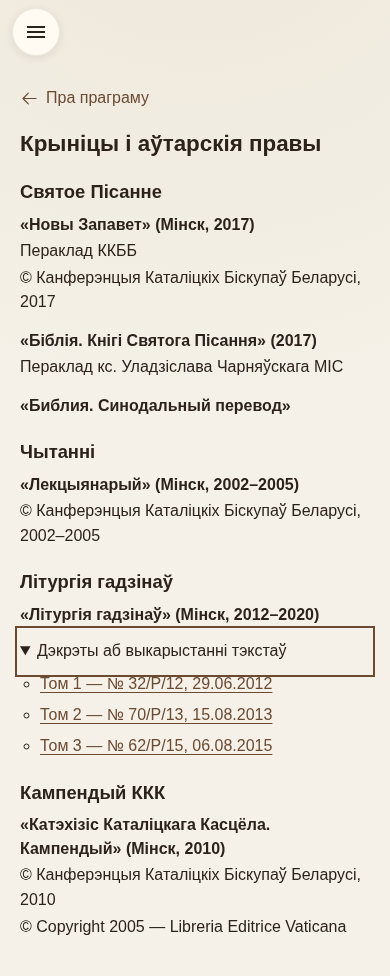 ← Пра праграму
Крыніцы і аўтарскія правы
Святое Пісанне
«Новы Запавет» (Мінск, 2017)
Пераклад ККББ
© Канферэнцыя Каталіцкіх Біскупаў Беларусі,
2017
«Біблія. Кнігі Святога Пісання» (2017)
Пераклад кс. Уладзіслава Чарняўскага MIC
«Библия. Синодальный перевод»
Чытанні
«Лекцыянарый» (Мінск, 2002–2005)
© Канферэнцыя Каталіцкіх Біскупаў Беларусі,
2002–2005
Літургія гадзінаў
«Літургія гадзінаў» (Мінск, 2012–2020)
▼ Дэкрэты аб выкарыстанні тэкстаў
Том 1 — № 32/P/12, 29.06.2012
Том 2 — № 70/P/13, 15.08.2013
Том 3 — № 62/P/15, 06.08.2015
Кампендый ККК
«Катэхізіс Каталіцкага Касцёла.
Кампендый» (Мінск, 2010)
© Канферэнцыя Каталіцкіх Біскупаў Беларусі,
2010
© Copyright 2005 — Libreria Editrice Vaticana